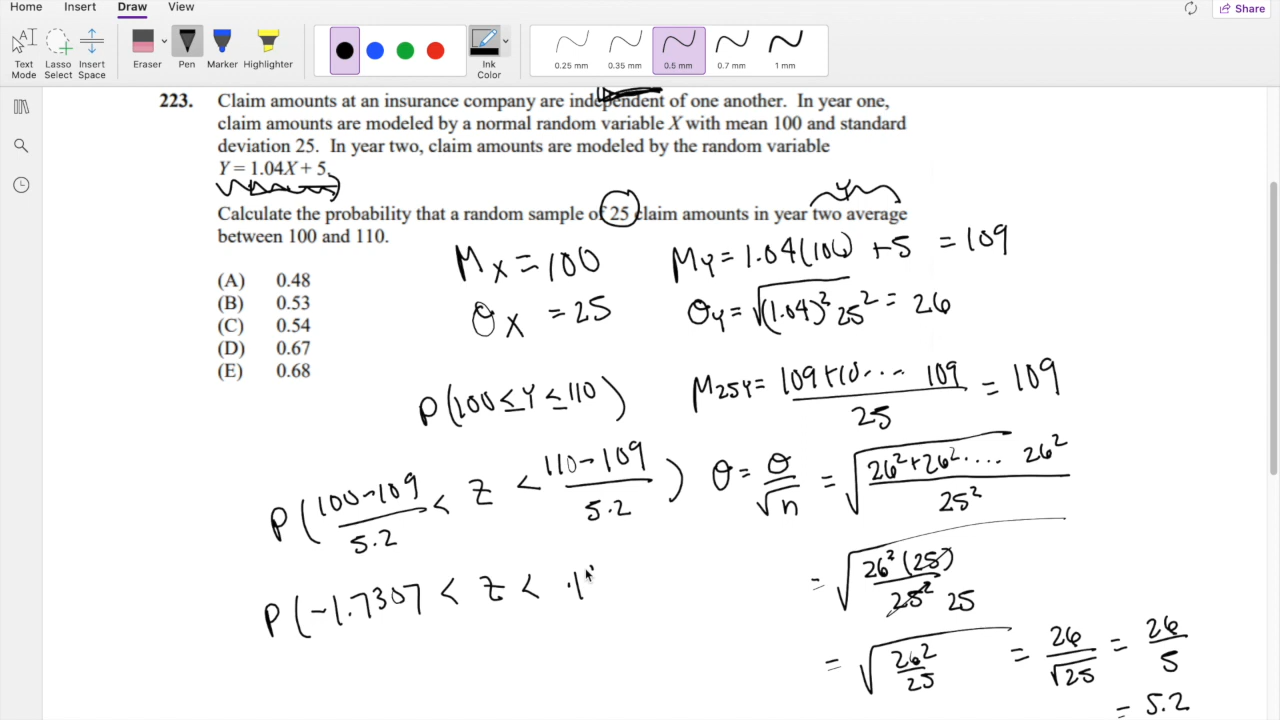 Home Insert Draw View
Share
Text Mode
Lasso Select
Insert Space
Eraser
Pen
Marker
Highlighter
Ink Color
0.25 mm
0.35 mm
0.5 mm
0.7 mm
1 mm
223. Claim amounts at an insurance company are independent of one another. In year one,
claim amounts are modeled by a normal random variable X with mean 100 and standard
deviation 25. In year two, claim amounts are modeled by the random variable
Y = 1.04X + 5.
Y
Calculate the probability that a random sample of 25 claim amounts in year two average
between 100 and 110.
(A) 0.48
(B) 0.53
(C) 0.54
(D) 0.67
(E) 0.68
MX = 100
θX = 25
MY = 1.04(100) + 5 = 109
θY = √(1.04)² 25² = 26
P(100 ≤ Y ≤ 110)
M25Y = 109+10... 109 / 25 = 109
P(100-109 / 5.2 < Z < 110-109 / 5.2)
θ = θ / √n = √26²+26².... 26² / 25²
P(-1.7307 < Z < .1
= √26²(25) / 25² 25
= √26² / 25 = 26 / √25 = 26 / 5
= 5.2